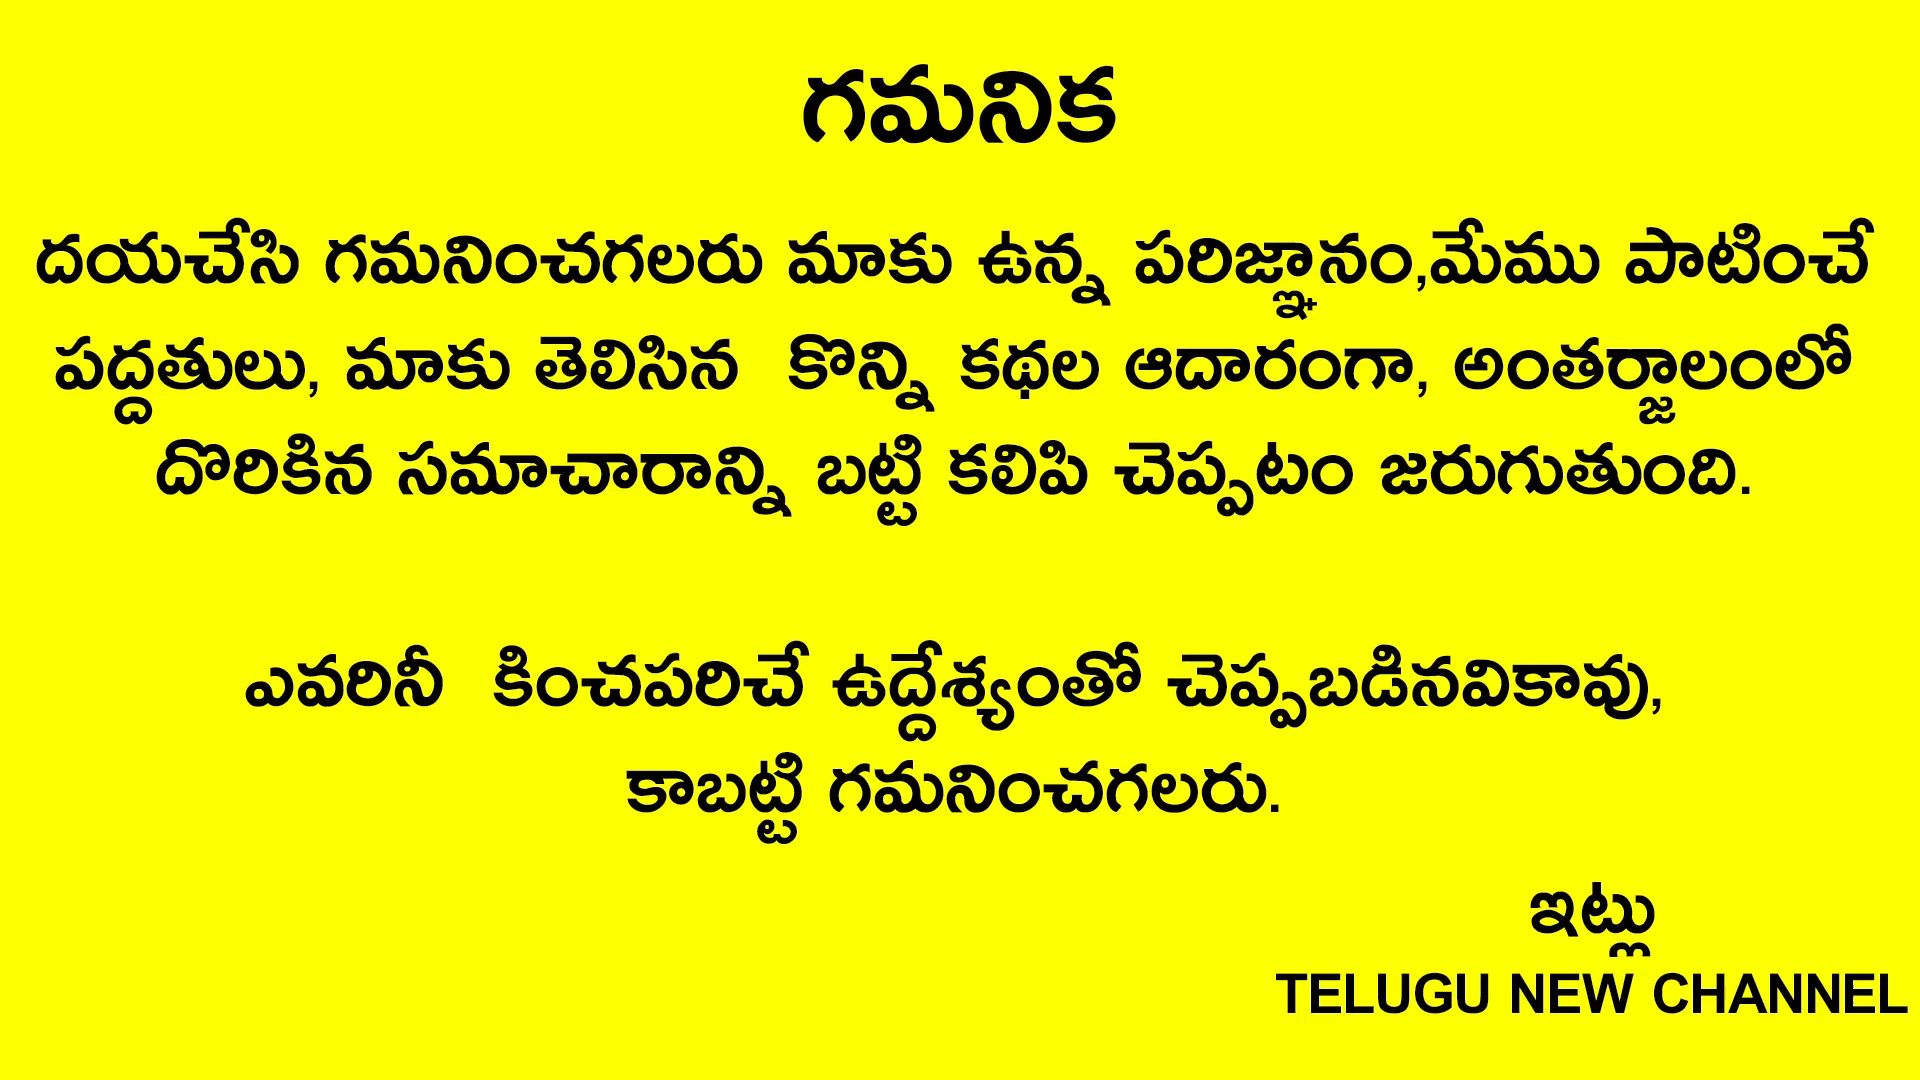 గమనిక
దయచేసి గమనించగలరు మాకు ఉన్న పరిజ్ఞానం,మేము పాటించే
పద్దతులు, మాకు తెలిసిన కొన్ని కథల ఆదారంగా, అంతర్జాలంలో
దొరికిన సమాచారాన్ని బట్టి కలిపి చెప్పటం జరుగుతుంది.
ఎవరినీ కించపరిచే ఉద్దేశ్యంతో చెప్పబడినవికావు,
కాబట్టి గమనించగలరు.
ఇట్లు
TELUGU NEW CHANNEL